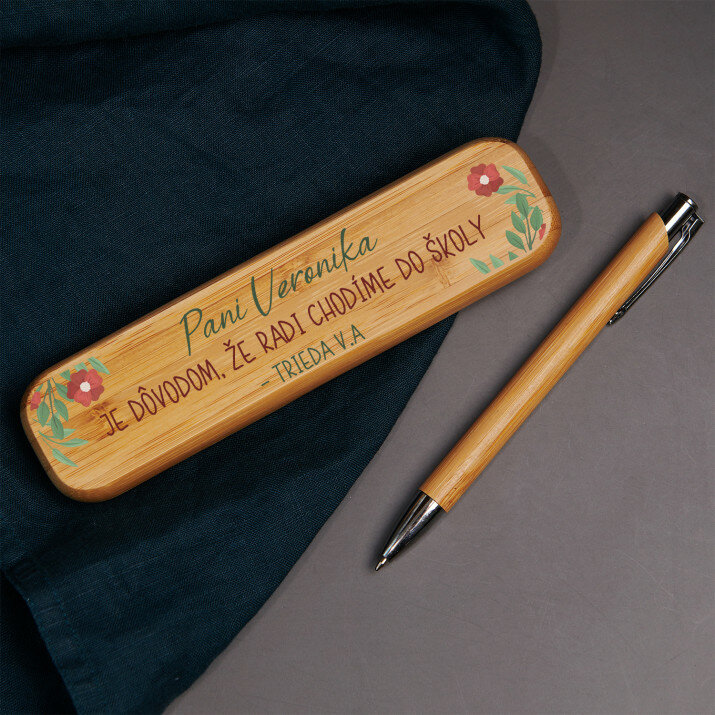 Pani Veronika
JE DÔVODOM, ŽE RADI CHODÍME DO ŠKOLY
- TRIEDA V.A